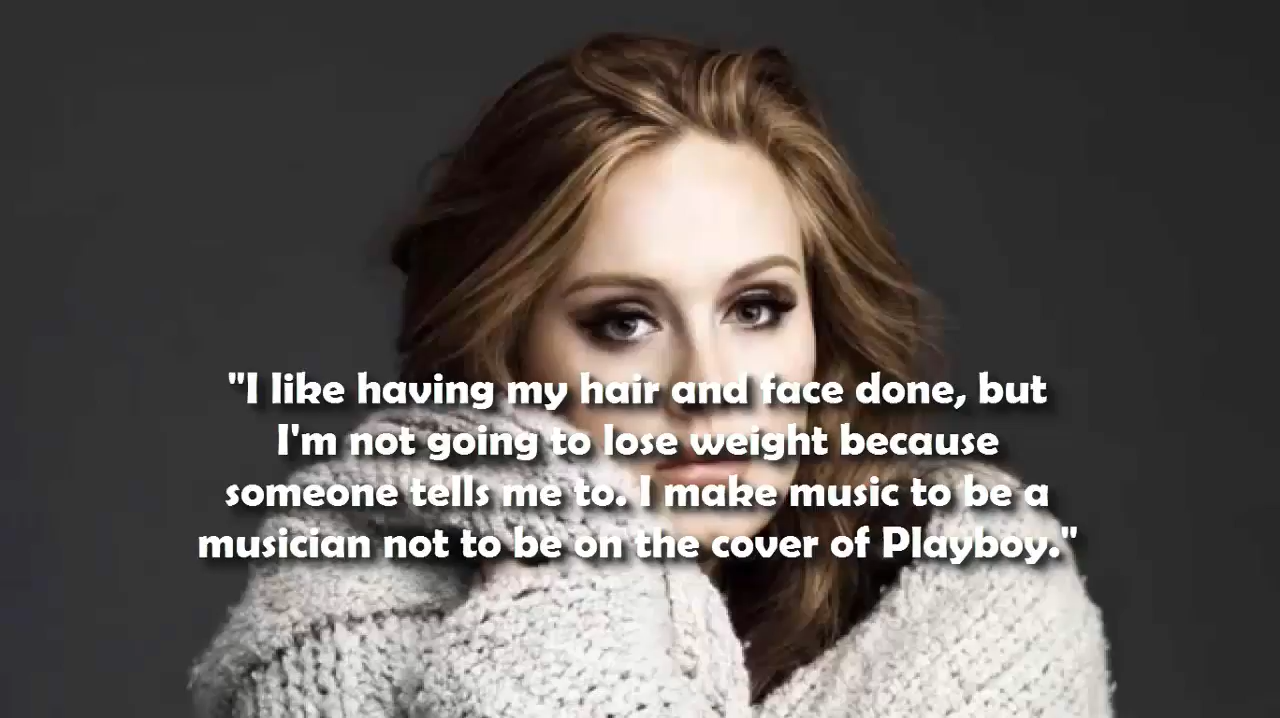 "I like having my hair and face done, but
I'm not going to lose weight because
someone tells me to. I make music to be a
musician not to be on the cover of Playboy."